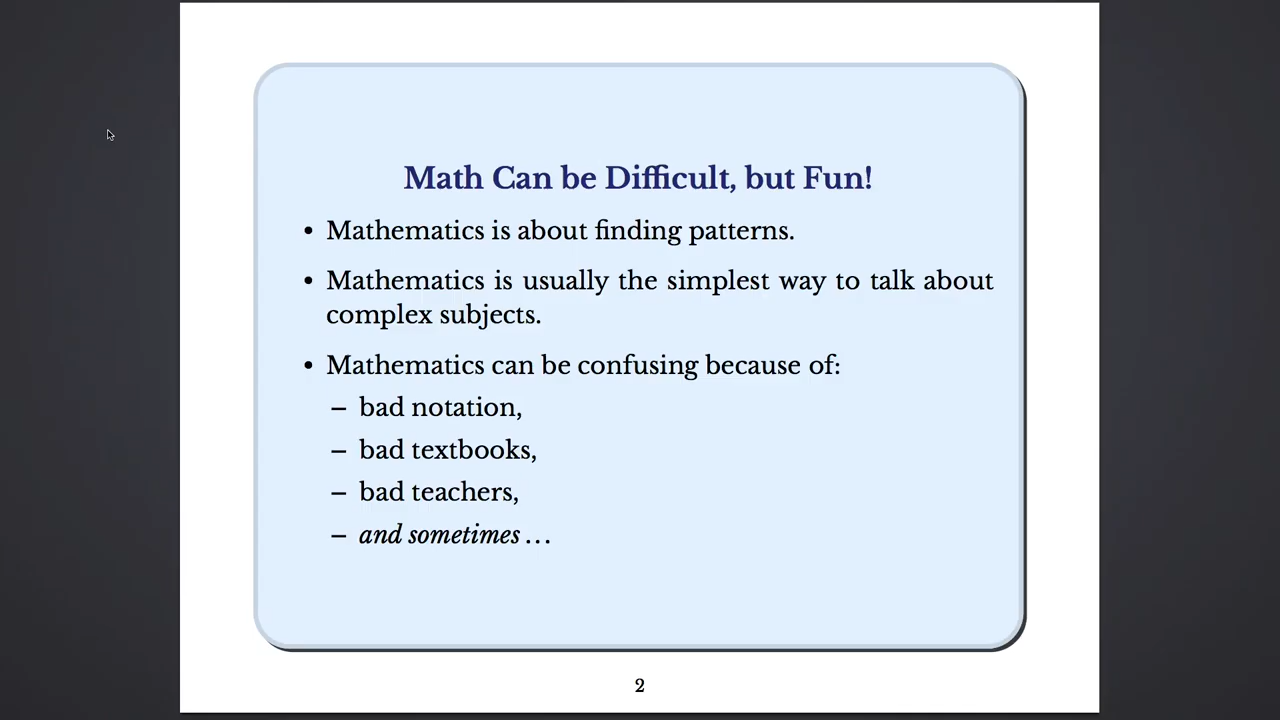 Math Can be Difficult, but Fun!
• Mathematics is about finding patterns.
• Mathematics is usually the simplest way to talk about
complex subjects.
• Mathematics can be confusing because of:
– bad notation,
– bad textbooks,
– bad teachers,
– and sometimes ...
2